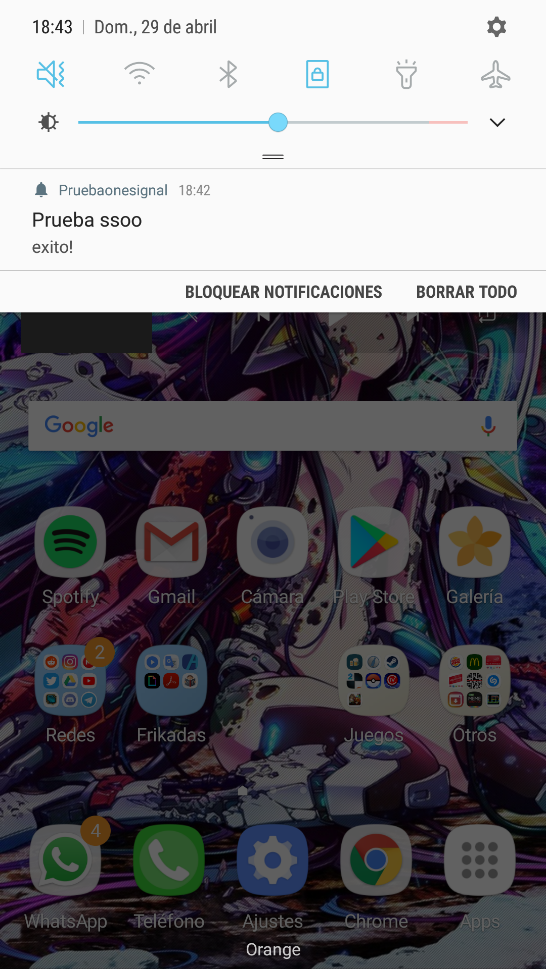 18:43 | Dom., 29 de abril
Pruebaonesignal 18:42
Prueba ssoo
exito!
BLOQUEAR NOTIFICACIONES BORRAR TODO
Google
Spotify Gmail Cámara Play Store Galería
2
Redes Frikadas Juegos Otros
4
WhatsApp Teléfono Ajustes Chrome Apps
Orange